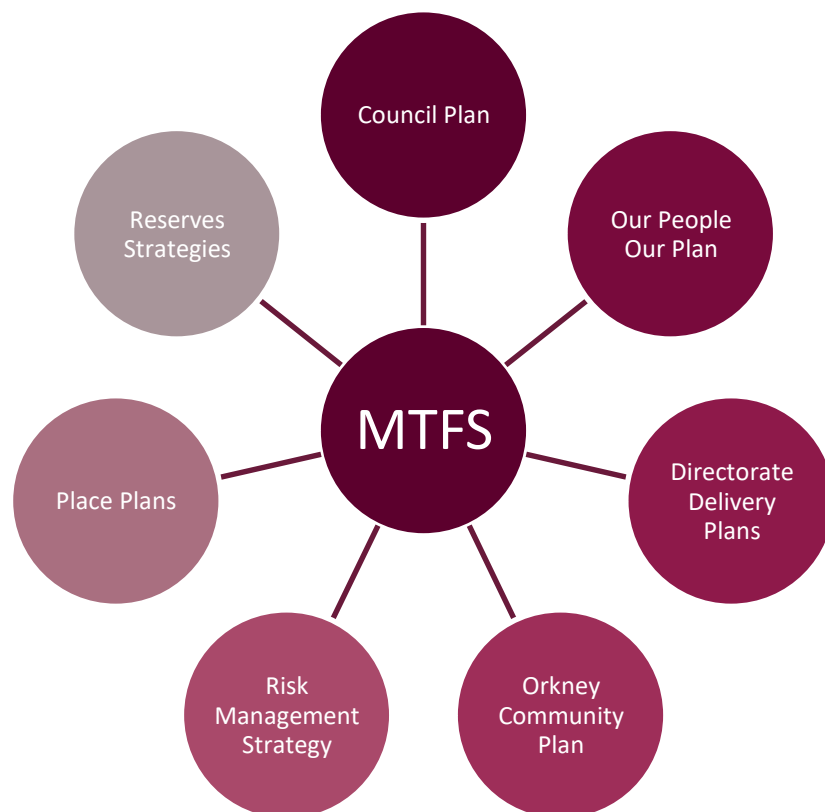 Council Plan
Our People
Our Plan
Directorate
Delivery
Plans
Orkney
Community
Plan
Risk
Management
Strategy
Place Plans
Reserves
Strategies
MTFS